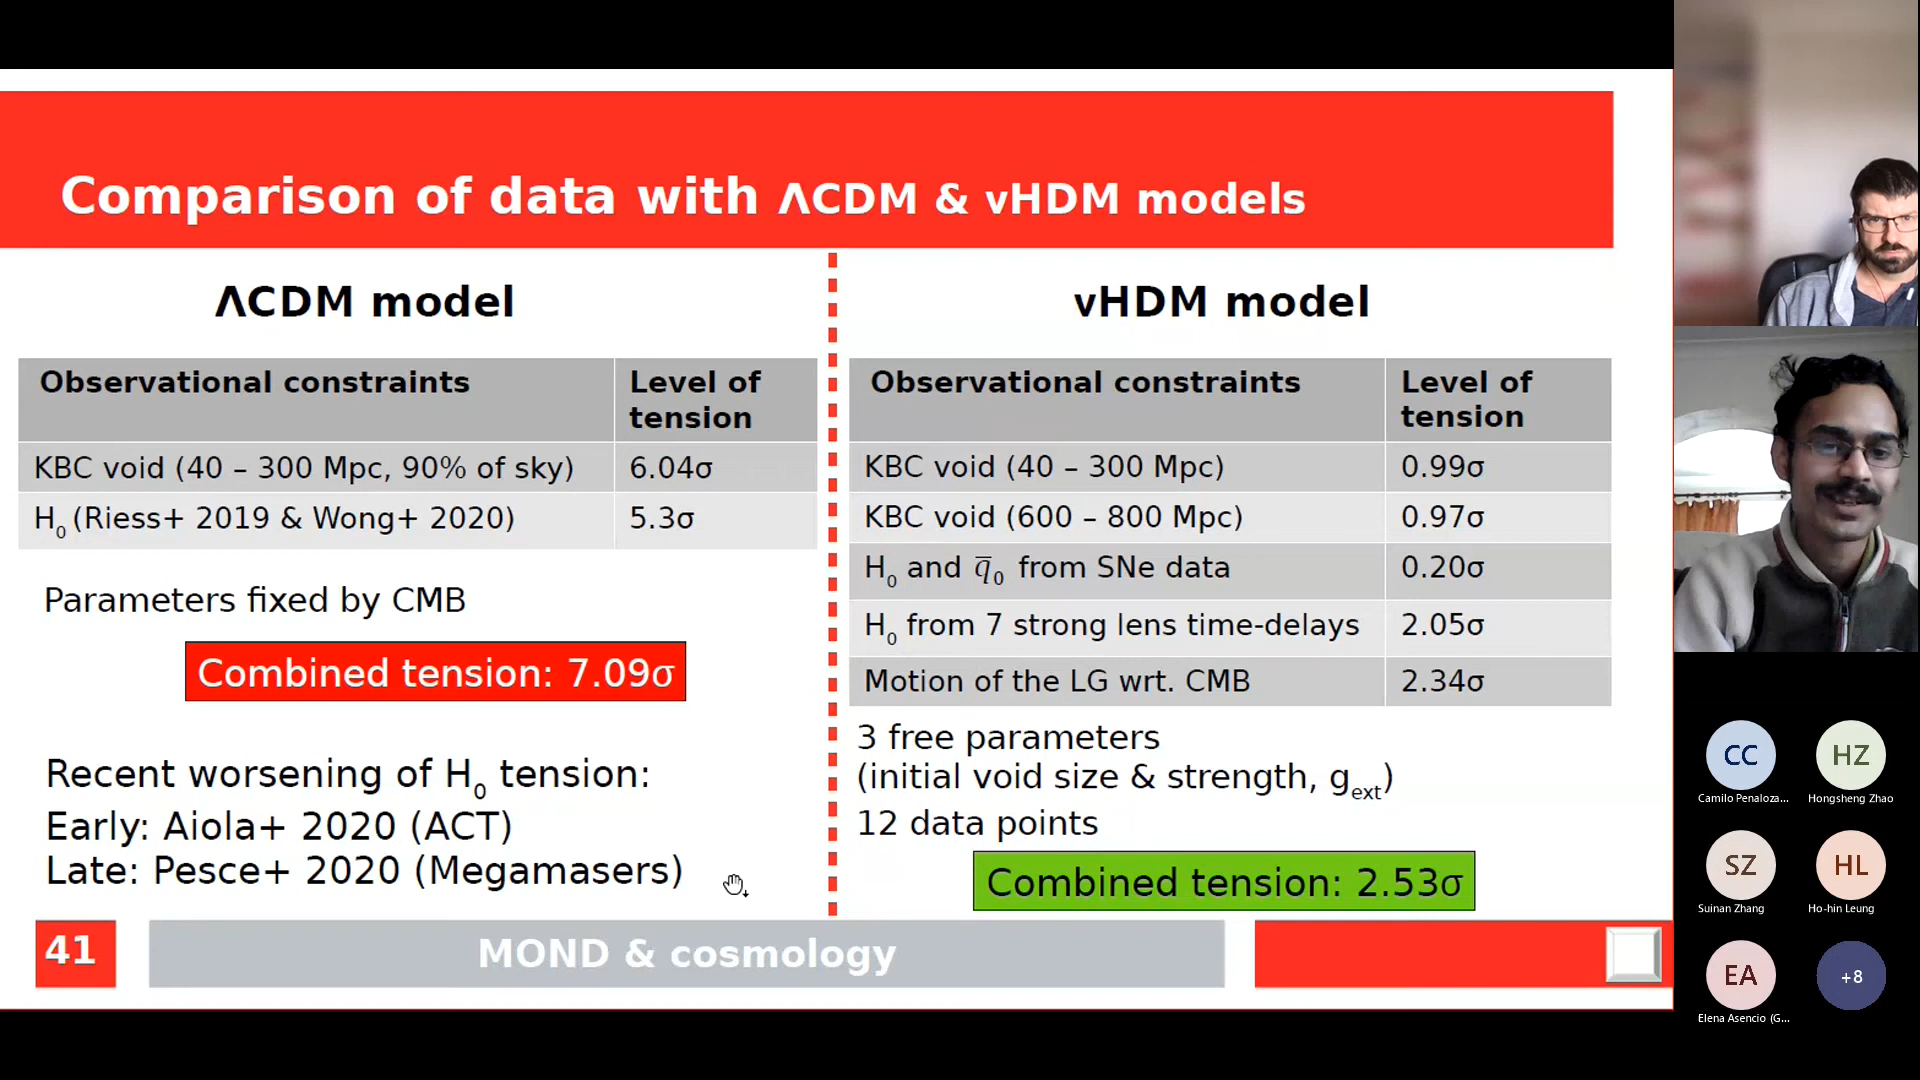 Comparison of data with ΛCDM & νHDM models
ΛCDM model
Observational constraints
Level of
tension
KBC void (40 – 300 Mpc, 90% of sky)
6.04σ
H0 (Riess+ 2019 & Wong+ 2020)
5.3σ
Parameters fixed by CMB
Combined tension: 7.09σ
Recent worsening of H0 tension:
Early: Aiola+ 2020 (ACT)
Late: Pesce+ 2020 (Megamasers)
νHDM model
Observational constraints
Level of
tension
KBC void (40 – 300 Mpc)
0.99σ
KBC void (600 – 800 Mpc)
0.97σ
H0 and q̅0 from SNe data
0.20σ
H0 from 7 strong lens time-delays
2.05σ
Motion of the LG wrt. CMB
2.34σ
3 free parameters
(initial void size & strength, gext)
12 data points
Combined tension: 2.53σ
41
MOND & cosmology
CC
Camilo Penaloza...
HZ
Hongsheng Zhao
SZ
Suinan Zhang
HL
Ho-hin Leung
EA
Elena Asencio (G...
+8